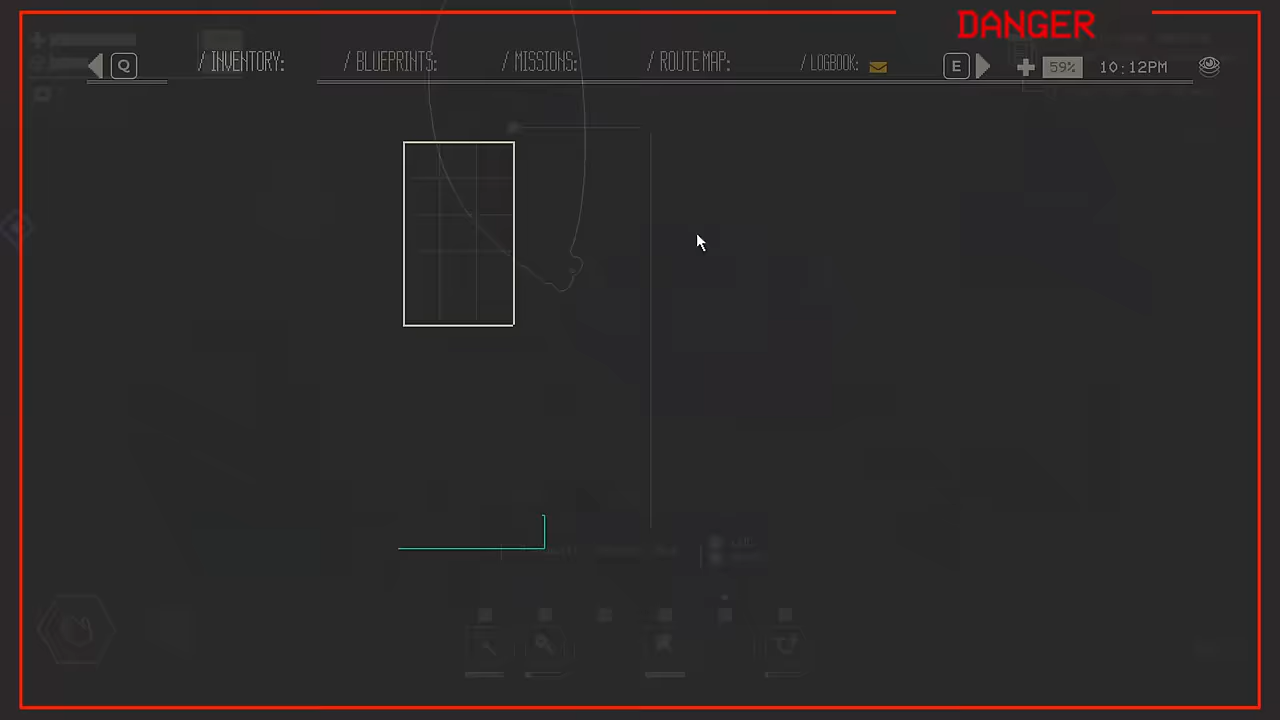 DANGER
Q / INVENTORY: / BLUEPRINTS: / MISSIONS: / ROUTE MAP: / LOGBOOK: E 59% 10:12PM